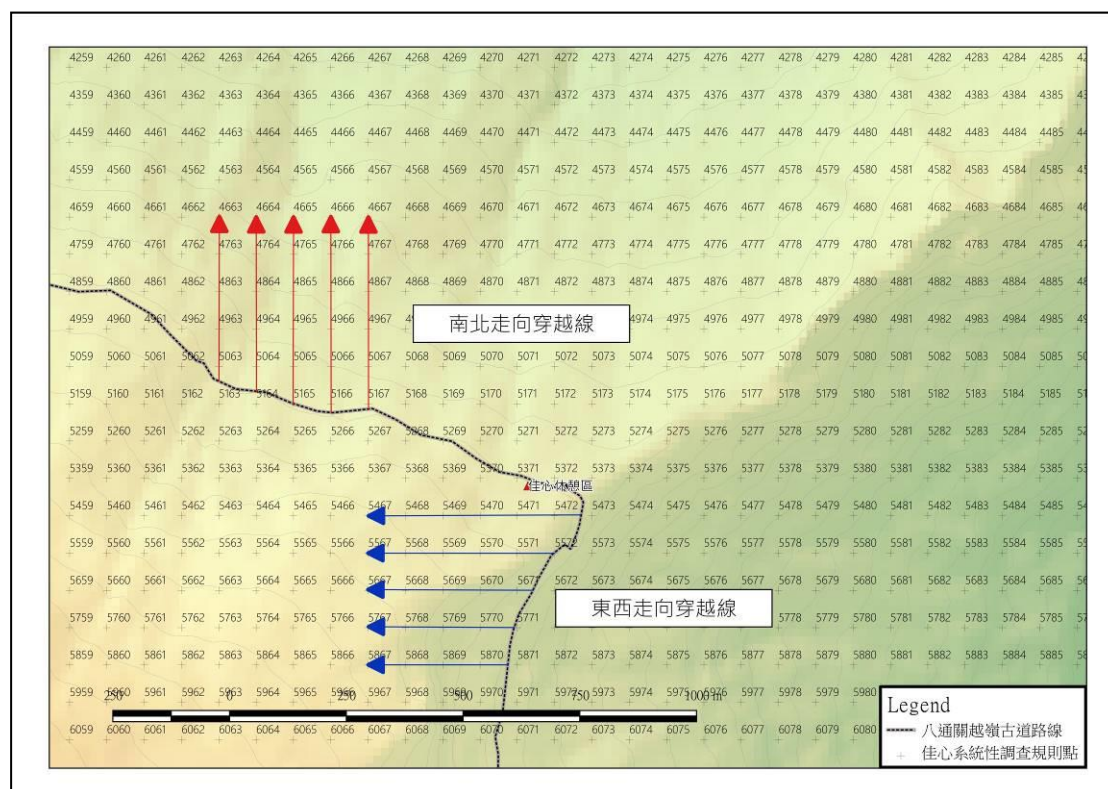 4259 4260 4261 4262 4263 4264 4265 4266 4267 4268 4269 4270 4271 4272 4273 4274 4275 4276 4277 4278 4279 4280 4281 4282 4283 4284 4285
4359 4360 4361 4362 4363 4364 4365 4366 4367 4368 4369 4370 4371 4372 4373 4374 4375 4376 4377 4378 4379 4380 4381 4382 4383 4384 4385
4459 4460 4461 4462 4463 4464 4465 4466 4467 4468 4469 4470 4471 4472 4473 4474 4475 4476 4477 4478 4479 4480 4481 4482 4483 4484 4485
4559 4560 4561 4562 4563 4564 4565 4566 4567 4568 4569 4570 4571 4572 4573 4574 4575 4576 4577 4578 4579 4580 4581 4582 4583 4584 4585
4659 4660 4661 4662 4663 4664 4665 4666 4667 4668 4669 4670 4671 4672 4673 4674 4675 4676 4677 4678 4679 4680 4681 4682 4683 4684 4685
4759 4760 4761 4762 4763 4764 4765 4766 4767 4768 4769 4770 4771 4772 4773 4774 4775 4776 4777 4778 4779 4780 4781 4782 4783 4784 4785
4859 4860 4861 4862 4863 4864 4865 4866 4867 4868 4869 4870 4871 4872 4873 4874 4875 4876 4877 4878 4879 4880 4881 4882 4883 4884 4885
4959 4960 4961 4962 4963 4964 4965 4966 4967 南北走向穿越線 4974 4975 4976 4977 4978 4979 4980 4981 4982 4983 4984 4985
5059 5060 5061 5062 5063 5064 5065 5066 5067 5068 5069 5070 5071 5072 5073 5074 5075 5076 5077 5078 5079 5080 5081 5082 5083 5084 5085
5159 5160 5161 5162 5163 5164 5165 5166 5167 5168 5169 5170 5171 5172 5173 5174 5175 5176 5177 5178 5179 5180 5181 5182 5183 5184 5185
5259 5260 5261 5262 5263 5264 5265 5266 5267 5268 5269 5270 5271 5272 5273 5274 5275 5276 5277 5278 5279 5280 5281 5282 5283 5284 5285
5359 5360 5361 5362 5363 5364 5365 5366 5367 5368 5369 5370 5371 5372 5373 5374 5375 5376 5377 5378 5379 5380 5381 5382 5383 5384 5385
佳心休憩區
5459 5460 5461 5462 5463 5464 5465 5466 5467 5468 5469 5470 5471 5472 5473 5474 5475 5476 5477 5478 5479 5480 5481 5482 5483 5484 5485
5559 5560 5561 5562 5563 5564 5565 5566 5567 5568 5569 5570 5571 5572 5573 5574 5575 5576 5577 5578 5579 5580 5581 5582 5583 5584 5585
5659 5660 5661 5662 5663 5664 5665 5666 5667 5668 5669 5670 5671 5672 5673 5674 5675 5676 5677 5678 5679 5680 5681 5682 5683 5684 5685
5759 5760 5761 5762 5763 5764 5765 5766 5767 5768 5769 5770 5771 東西走向穿越線 5778 5779 5780 5781 5782 5783 5784 5785
5859 5860 5861 5862 5863 5864 5865 5866 5867 5868 5869 5870 5871 5872 5873 5874 5875 5876 5877 5878 5879 5880 5881 5882 5883 5884 5885
5959 5960 5961 5962 5963 5964 5965 5966 5967 5968 5969 5970 5971 5972 5973 5974 5975 5976 5977 5978 5979 5980
250 0 250 500 750 1000 m
6059 6060 6061 6062 6063 6064 6065 6066 6067 6068 6069 6070 6071 6072 6073 6074 6075 6076 6077 6078 6079 6080
Legend
八通關越嶺古道路線
佳心系統性調查規則點